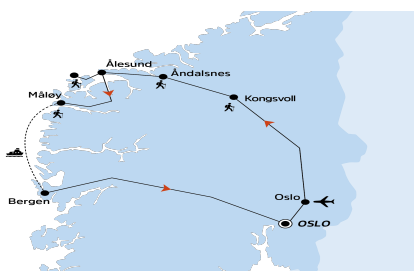 Ålesund
Åndalsnes
Måløy
Kongsvoll
Bergen
Oslo
OSLO